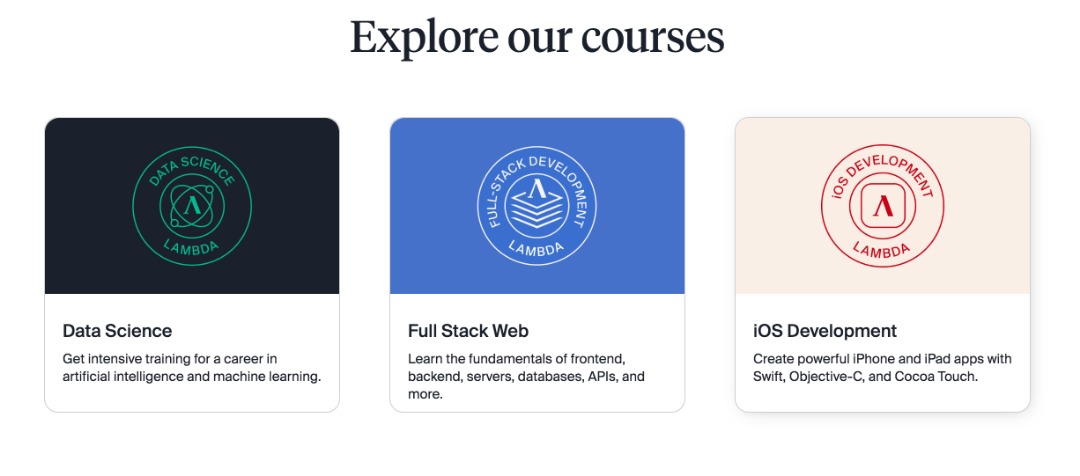 Explore our courses
DATA SCIENCE
LAMBDA
FULL-STACK DEVELOPMENT
LAMBDA
iOS DEVELOPMENT
LAMBDA
Data Science
Get intensive training for a career in
artificial intelligence and machine learning.
Full Stack Web
Learn the fundamentals of frontend,
backend, servers, databases, APIs, and
more.
iOS Development
Create powerful iPhone and iPad apps with
Swift, Objective-C, and Cocoa Touch.